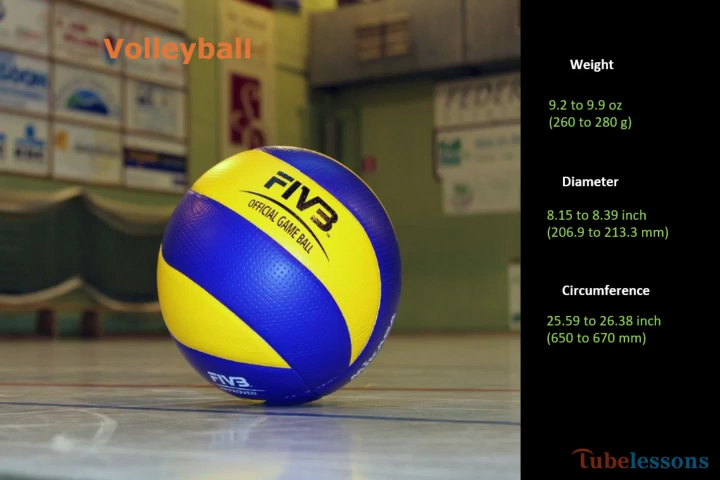 Volleyball
FIVB
OFFICIAL GAME BALL
FIVB
Weight
9.2 to 9.9 oz
(260 to 280 g)
Diameter
8.15 to 8.39 inch
(206.9 to 213.3 mm)
Circumference
25.59 to 26.38 inch
(650 to 670 mm)
Tubelessons